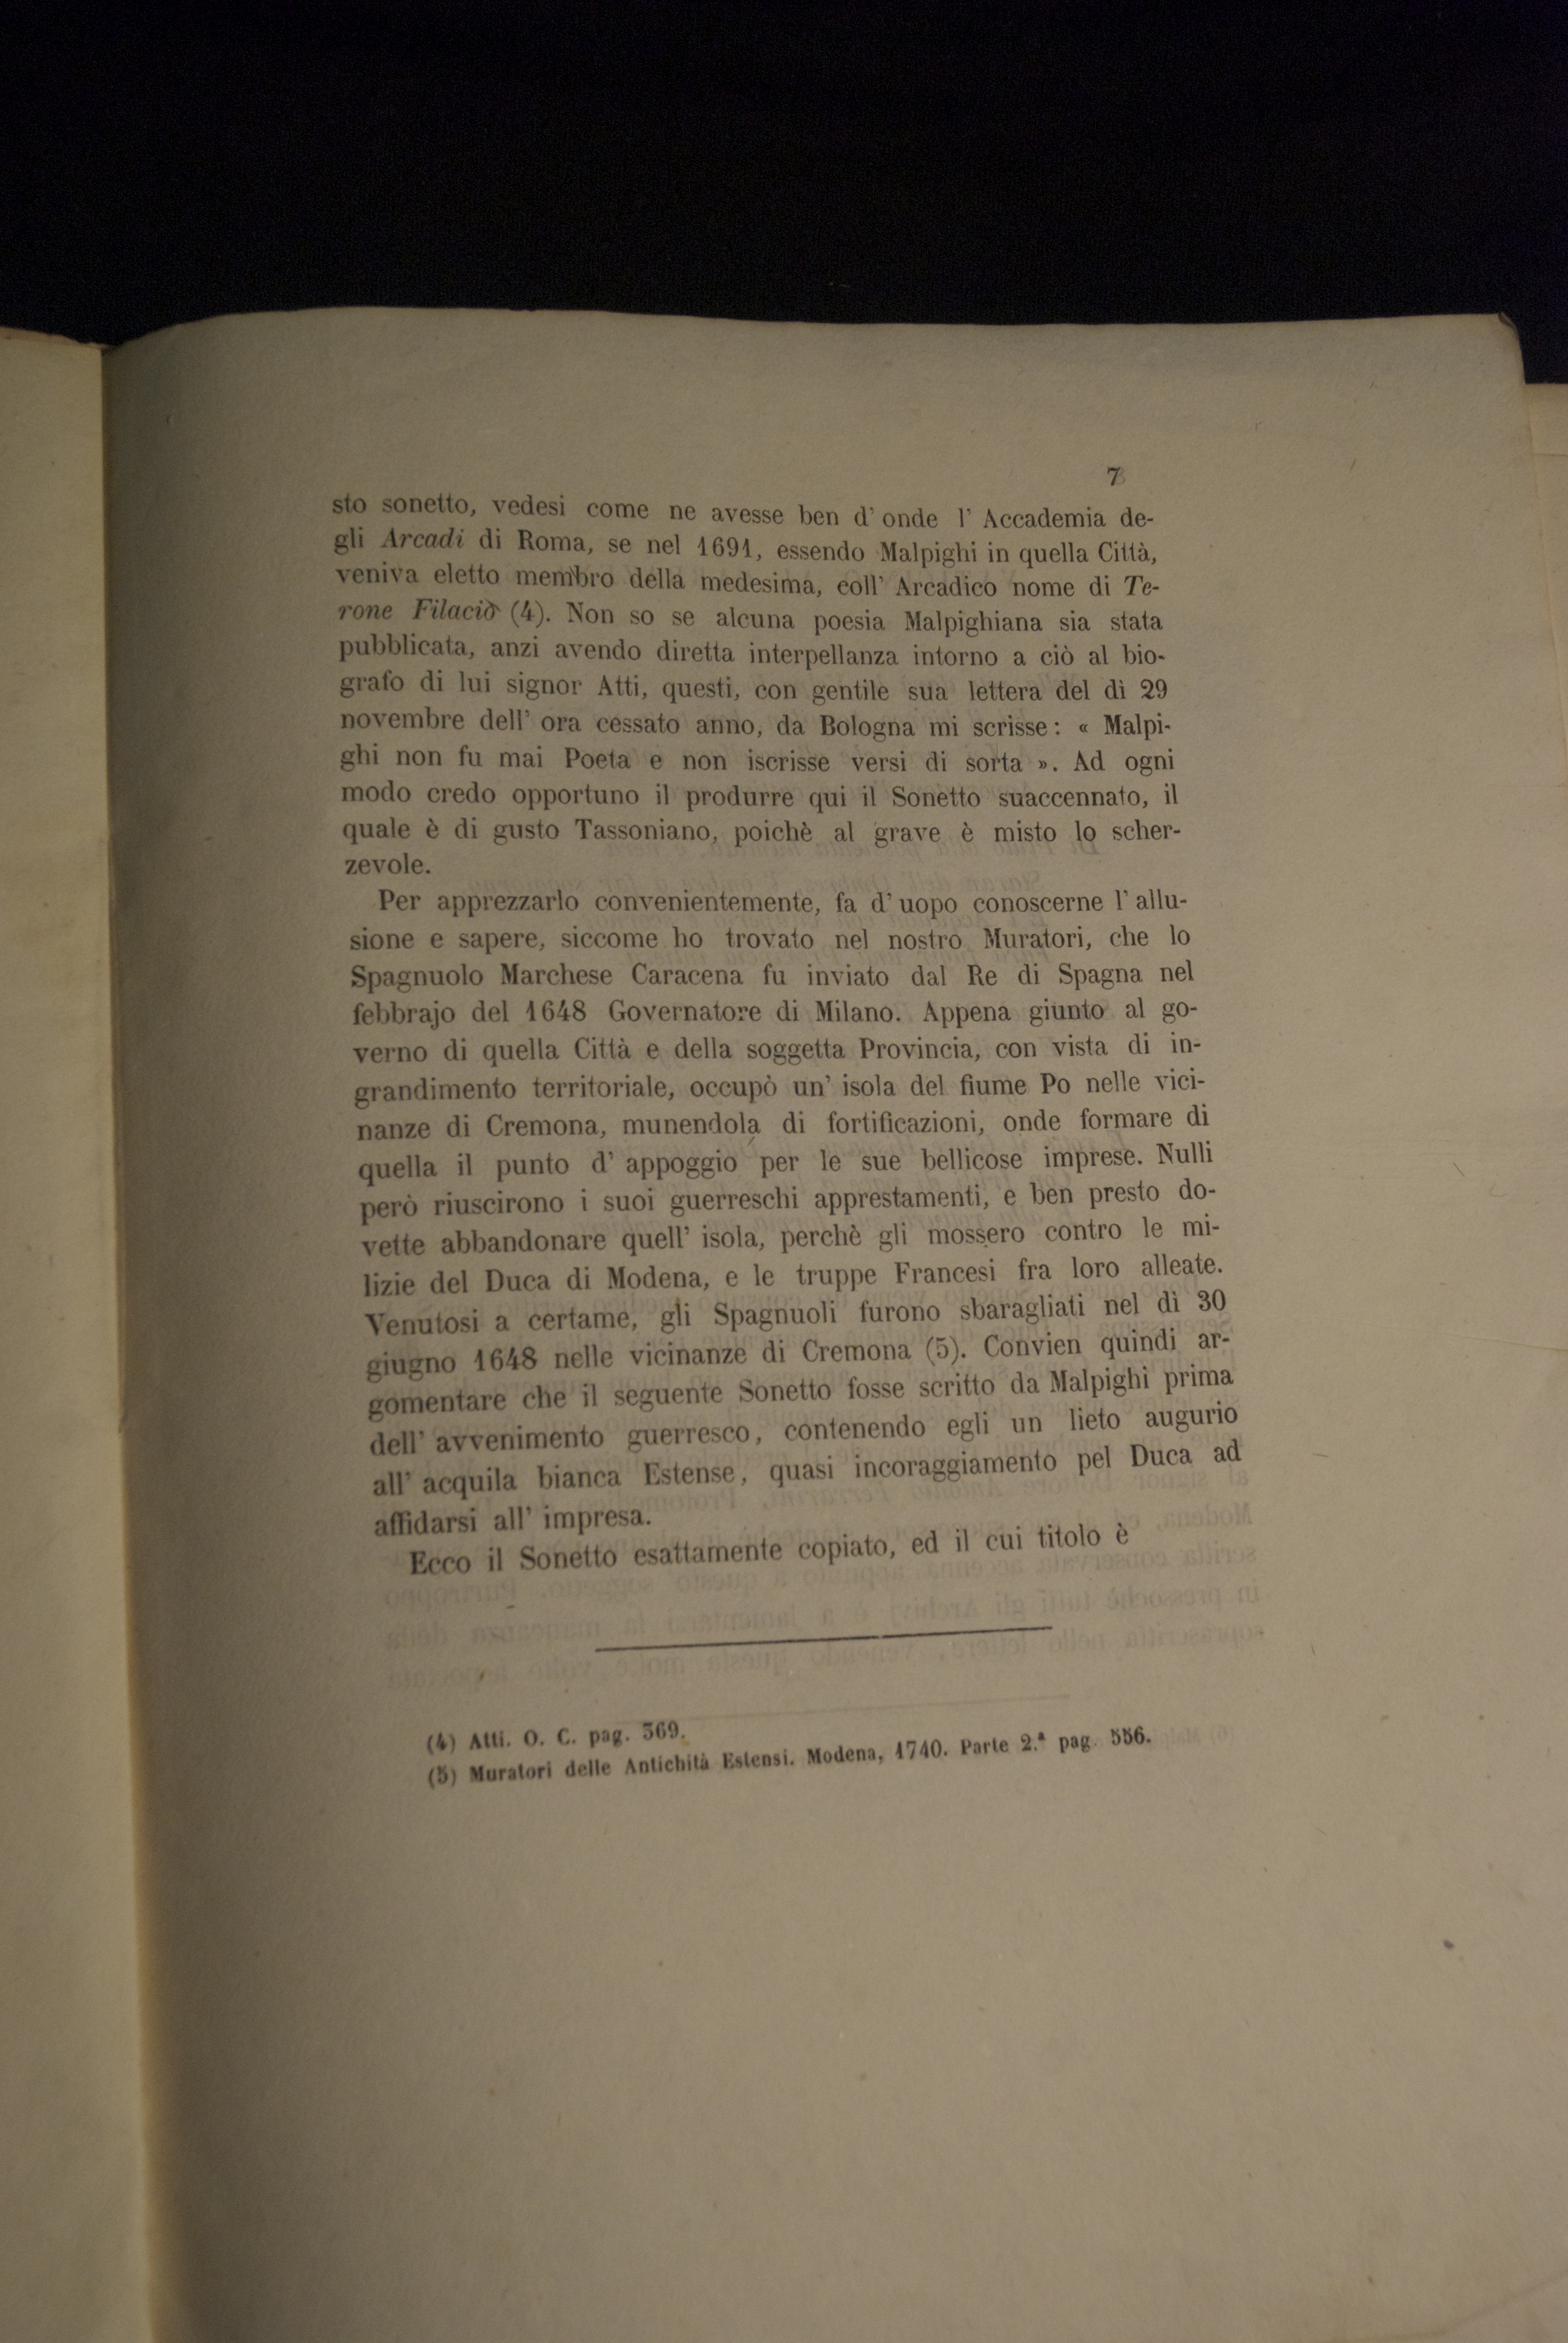 7
sto sonetto, vedesi come ne avesse ben d' onde l' Accademia de-
gli Arcadi di Roma, se nel 1691, essendo Malpighi in quella Città,
veniva eletto membro della medesima, coll' Arcadico nome di Te-
rone Filacio (4). Non so se alcuna poesia Malpighiana sia stata
pubblicata, anzi avendo diretta interpellanza intorno a ciò al bio-
grafo di lui signor Atti, questi, con gentile sua lettera del dì 29
novembre dell' ora cessato anno, da Bologna mi scrisse: « Malpi-
ghi non fu mai Poeta e non iscrisse versi di sorta ». Ad ogni
modo credo opportuno il produrre qui il Sonetto suaccennato, il
quale è di gusto Tassoniano, poichè al grave è misto lo scher-
zevole.
Per apprezzarlo convenientemente, fa d' uopo conoscerne l' allu-
sione e sapere, siccome ho trovato nel nostro Muratori, che lo
Spagnuolo Marchese Caracena fu inviato dal Re di Spagna nel
febbrajo del 1648 Governatore di Milano. Appena giunto al go-
verno di quella Città e della soggetta Provincia, con vista di in-
grandimento territoriale, occupò un' isola del fiume Po nelle vici-
nanze di Cremona, munendola di fortificazioni, onde formare di
quella il punto d' appoggio per le sue bellicose imprese. Nulli
però riuscirono i suoi guerreschi apprestamenti, e ben presto do-
vette abbandonare quell' isola, perchè gli mossero contro le mi-
lizie del Duca di Modena, e le truppe Francesi fra loro alleate.
Venutosi a certame, gli Spagnuoli furono sbaragliati nel dì 30
giugno 1648 nelle vicinanze di Cremona (5). Convien quindi ar-
gomentare che il seguente Sonetto fosse scritto da Malpighi prima
dell' avvenimento guerresco, contenendo egli un lieto augurio
all' acquila bianca Estense, quasi incoraggiamento pel Duca ad
affidarsi all' impresa.
Ecco il Sonetto esattamente copiato, ed il cui titolo è
(4) Atti. O. C. pag. 369.
(5) Muratori delle Antichità Estensi. Modena, 1740. Parte 2.ª pag. 556.